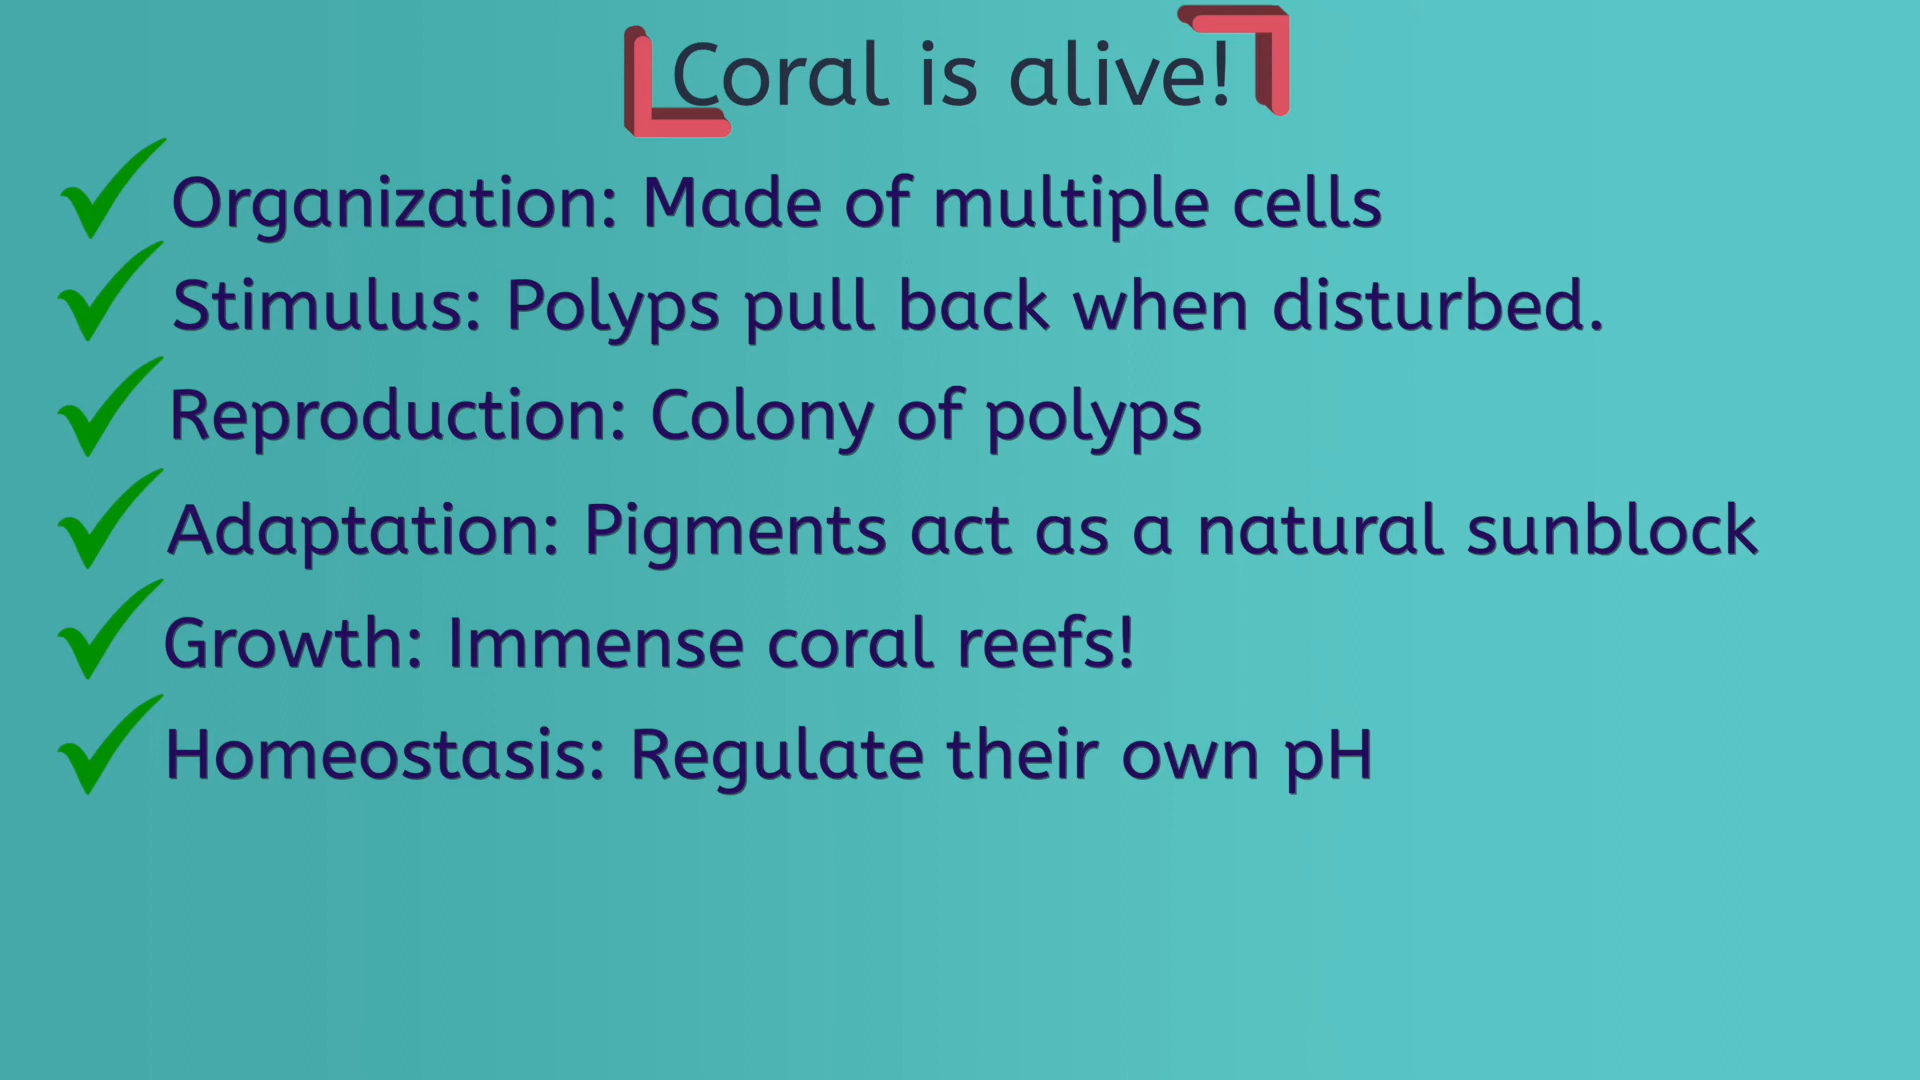 Coral is alive!
Organization: Made of multiple cells
Stimulus: Polyps pull back when disturbed.
Reproduction: Colony of polyps
Adaptation: Pigments act as a natural sunblock
Growth: Immense coral reefs!
Homeostasis: Regulate their own pH